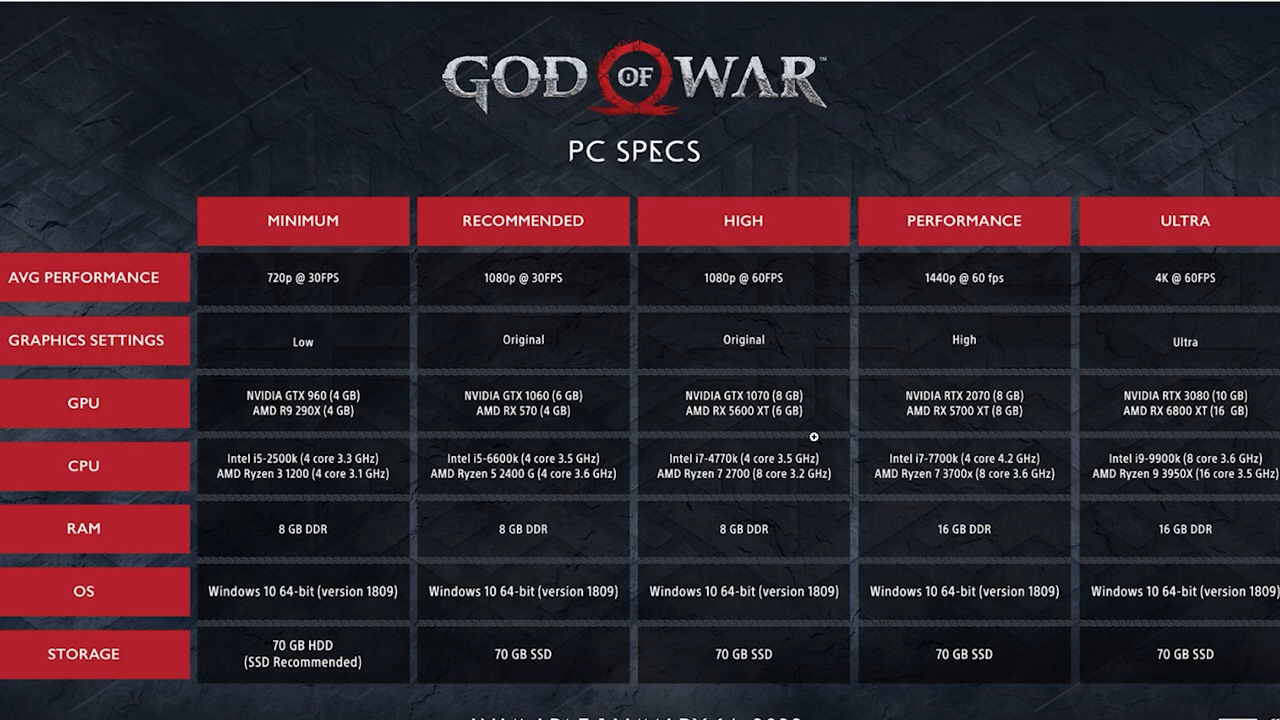 GOD OF WAR™
PC SPECS
MINIMUM RECOMMENDED HIGH PERFORMANCE ULTRA
AVG PERFORMANCE 720p @ 30FPS 1080p @ 30FPS 1080p @ 60FPS 1440p @ 60 fps 4K @ 60FPS
GRAPHICS SETTINGS Low Original Original High Ultra
GPU
NVIDIA GTX 960 (4 GB) NVIDIA GTX 1060 (6 GB) NVIDIA GTX 1070 (8 GB) NVIDIA RTX 2070 (8 GB) NVIDIA RTX 3080 (10 GB)
AMD R9 290X (4 GB) AMD RX 570 (4 GB) AMD RX 5600 XT (6 GB) AMD RX 5700 XT (8 GB) AMD RX 6800 XT (16 GB)
CPU
Intel i5-2500k (4 core 3.3 GHz) Intel i5-6600k (4 core 3.5 GHz) Intel i7-4770k (4 core 3.5 GHz) Intel i7-7700k (4 core 4.2 GHz) Intel i9-9900k (8 core 3.6 GHz)
AMD Ryzen 3 1200 (4 core 3.1 GHz) AMD Ryzen 5 2400 G (4 core 3.6 GHz) AMD Ryzen 7 2700 (8 core 3.2 GHz) AMD Ryzen 7 3700x (8 core 3.6 GHz) AMD Ryzen 9 3950X (16 core 3.5 GHz)
RAM 8 GB DDR 8 GB DDR 8 GB DDR 16 GB DDR 16 GB DDR
OS Windows 10 64-bit (version 1809) Windows 10 64-bit (version 1809) Windows 10 64-bit (version 1809) Windows 10 64-bit (version 1809) Windows 10 64-bit (version 1809)
STORAGE 70 GB HDD 70 GB SSD 70 GB SSD 70 GB SSD 70 GB SSD
(SSD Recommended)